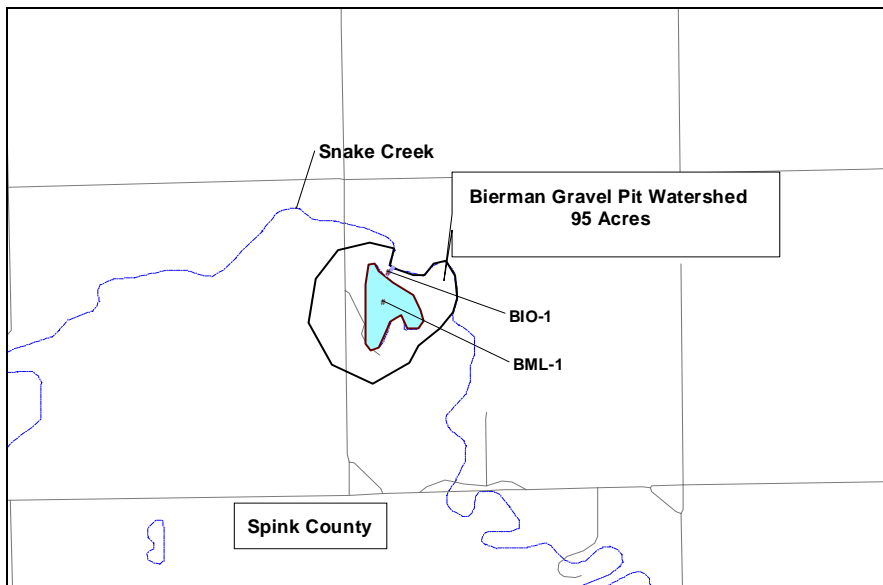 Snake Creek
Bierman Gravel Pit Watershed
95 Acres
BIO-1
BML-1
Spink County